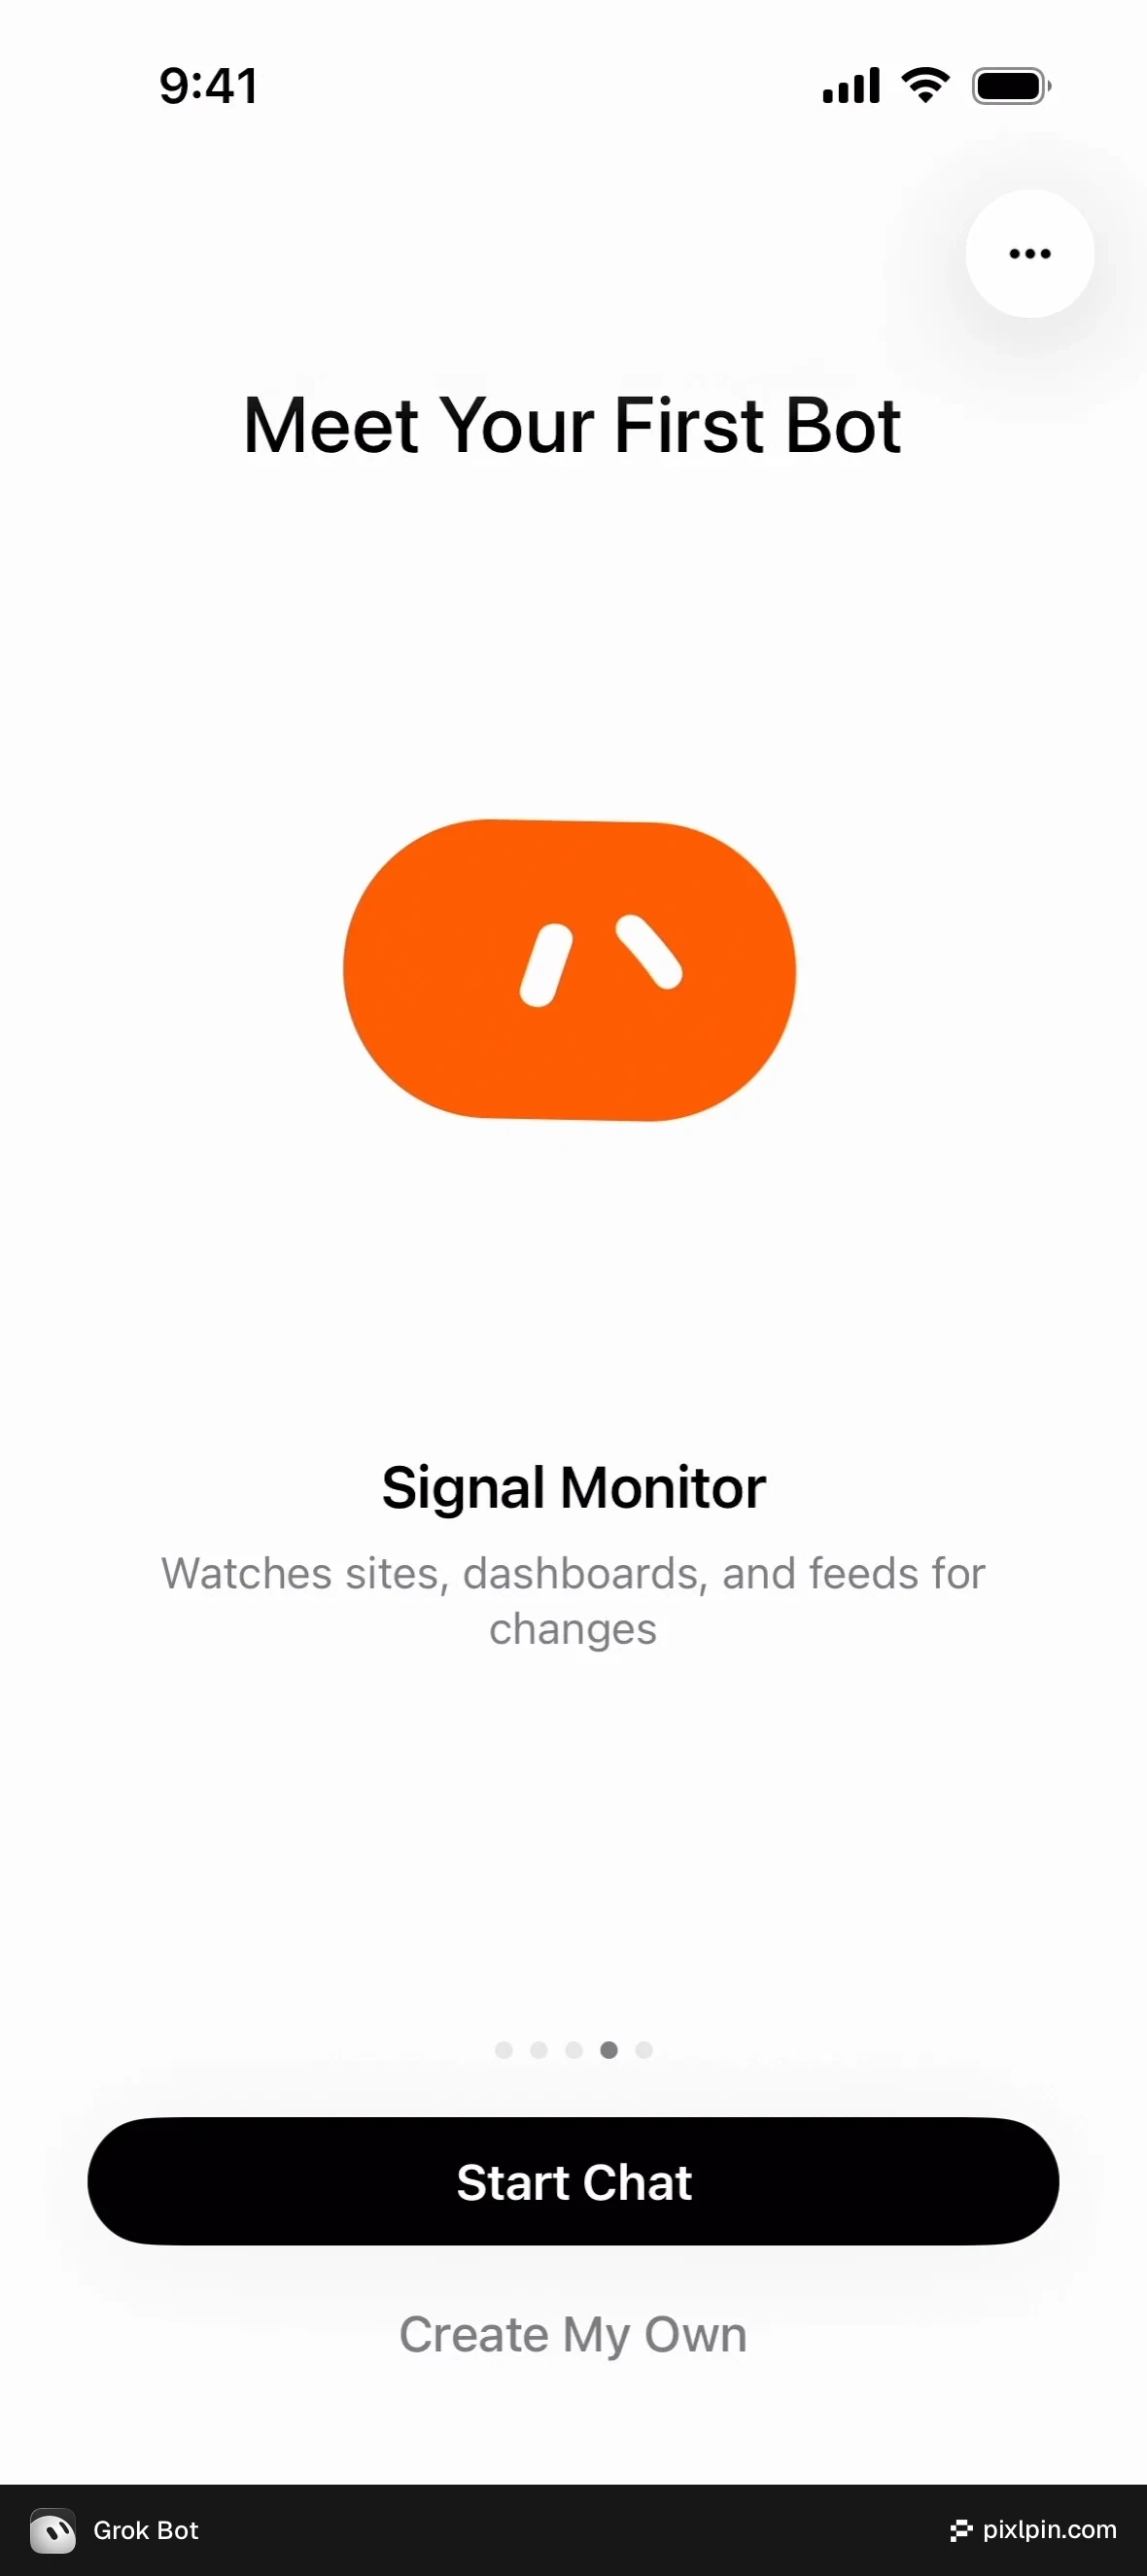 9:41
Meet Your First Bot
Signal Monitor
Watches sites, dashboards, and feeds for
changes
Start Chat
Create My Own
Grok Bot
pixlpin.com